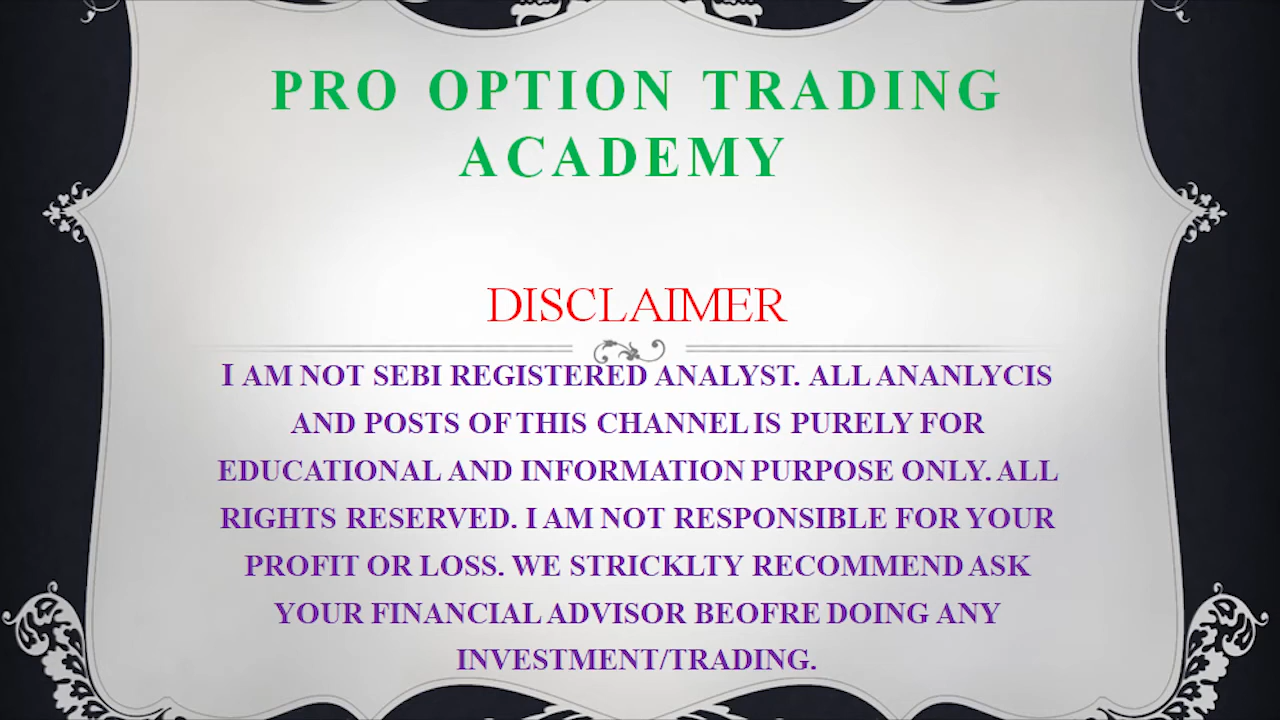 PRO OPTION TRADING
ACADEMY
DISCLAIMER
I AM NOT SEBI REGISTERED ANALYST. ALL ANANLYCIS
AND POSTS OF THIS CHANNEL IS PURELY FOR
EDUCATIONAL AND INFORMATION PURPOSE ONLY. ALL
RIGHTS RESERVED. I AM NOT RESPONSIBLE FOR YOUR
PROFIT OR LOSS. WE STRICKLTY RECOMMEND ASK
YOUR FINANCIAL ADVISOR BEOFRE DOING ANY
INVESTMENT/TRADING.